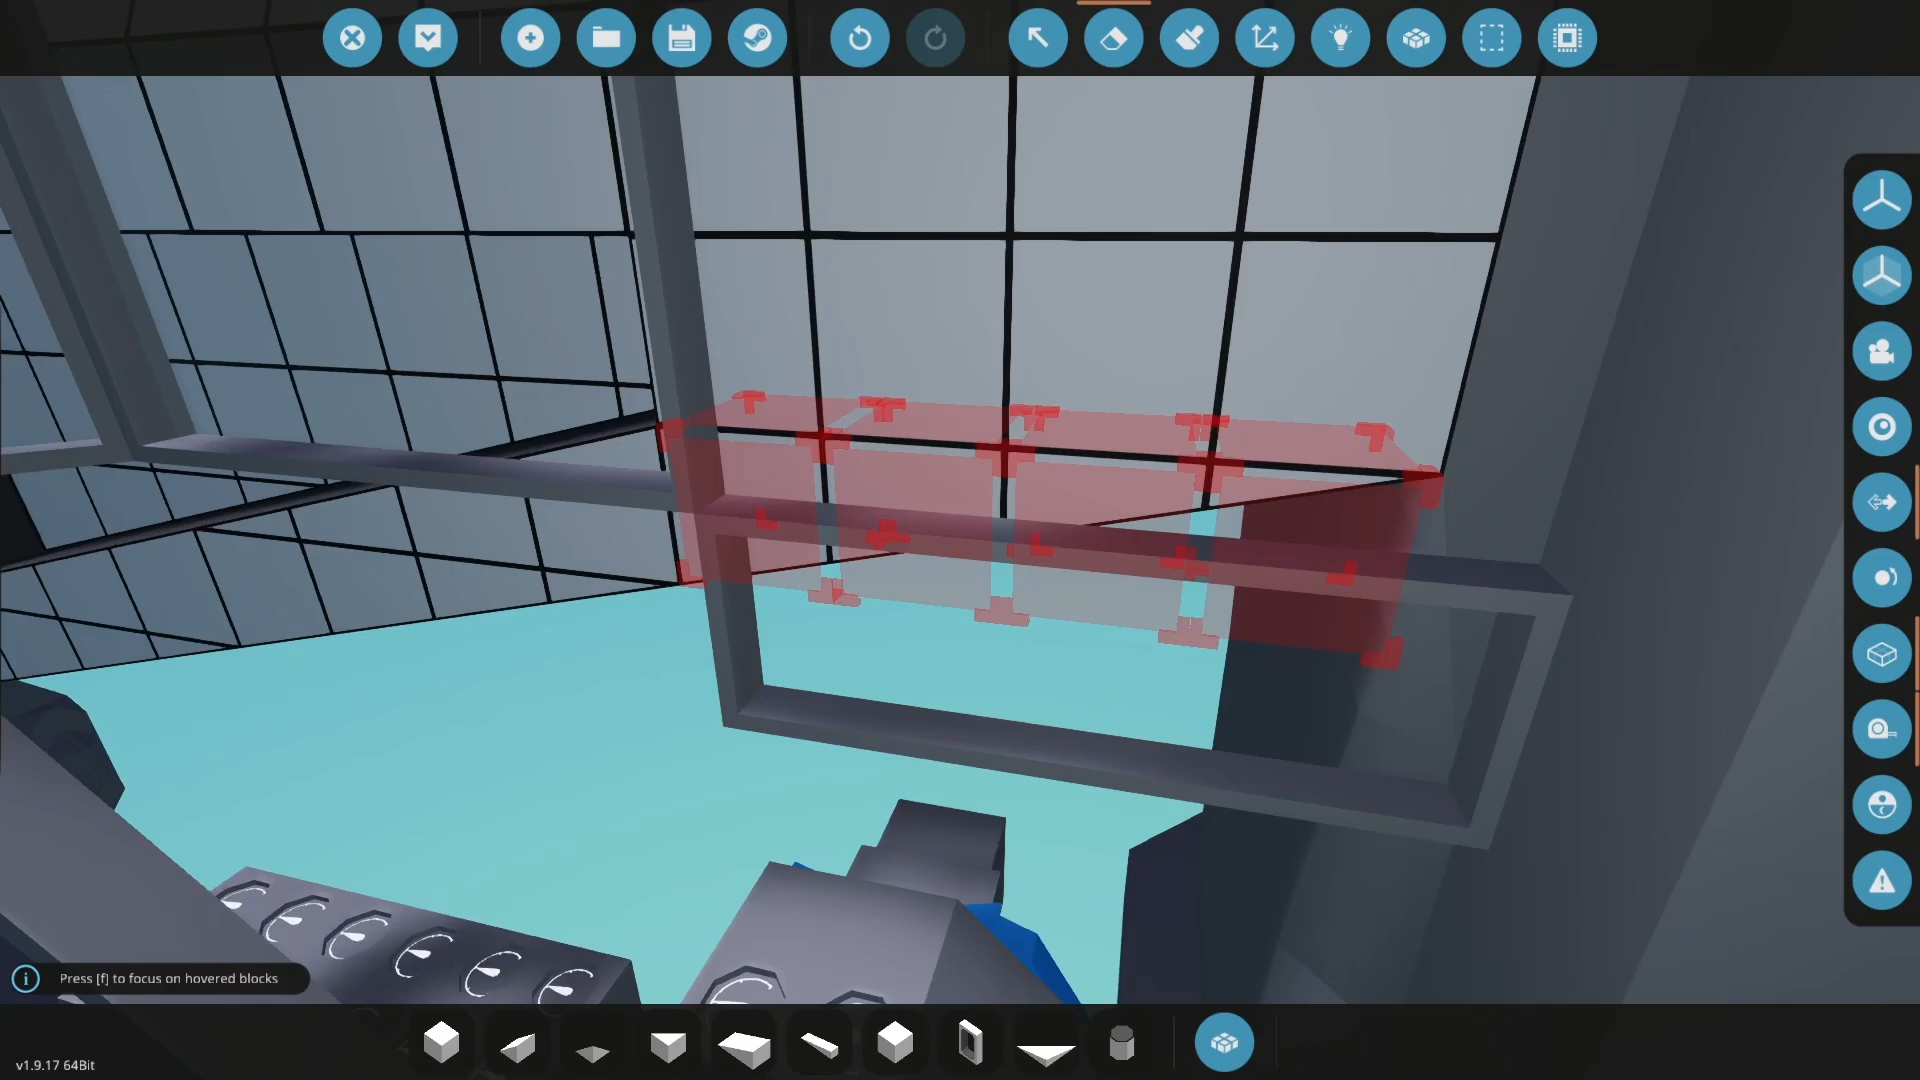 Press [f] to focus on hovered blocks
v1.9.17 64Bit